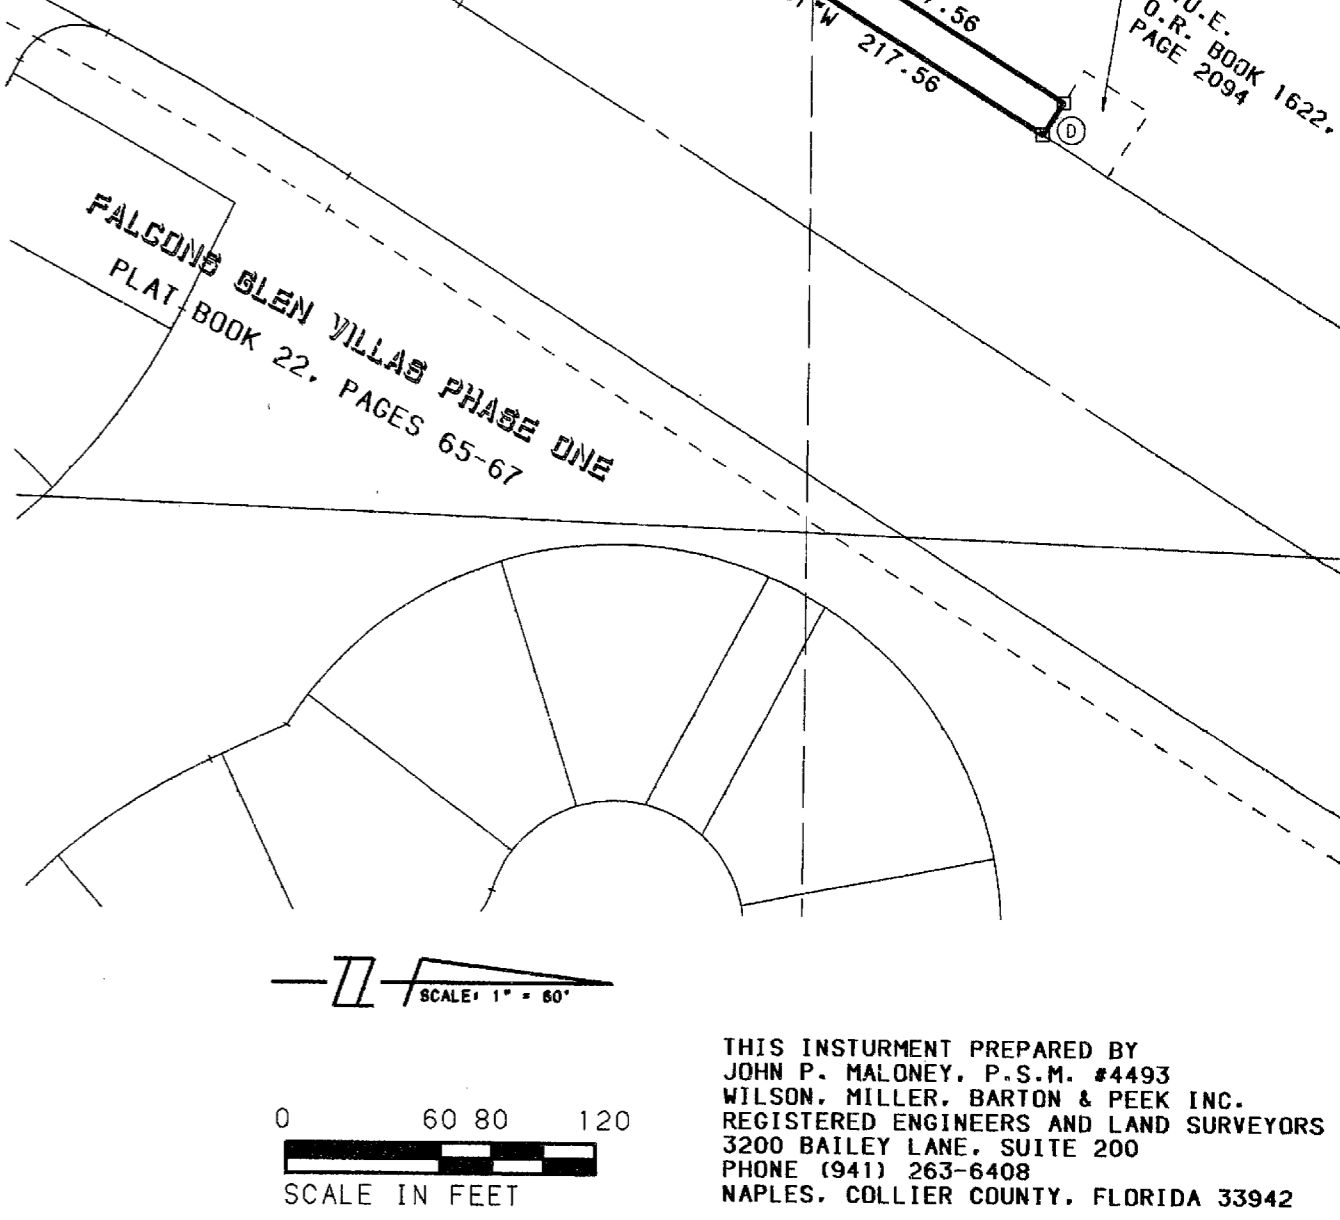 7.56
"W 217.56
U.E.
O.R. BOOK 1622,
PAGE 2094
D
FALCONS GLEN VILLAS PHASE ONE
PLAT BOOK 22, PAGES 65-67
SCALE: 1" = 60'
0 60 80 120
SCALE IN FEET
THIS INSTURMENT PREPARED BY
JOHN P. MALONEY, P.S.M. #4493
WILSON, MILLER, BARTON & PEEK INC.
REGISTERED ENGINEERS AND LAND SURVEYORS
3200 BAILEY LANE, SUITE 200
PHONE (941) 263-6408
NAPLES, COLLIER COUNTY, FLORIDA 33942